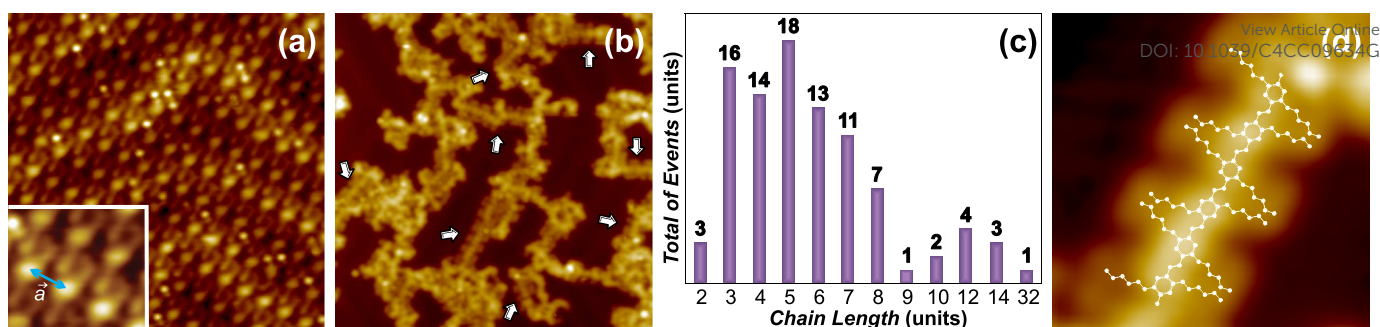 (a)
a
(b)
Total of Events (units)
3
16
14
18
13
11
7
1
2
4
3
1
2
3
4
5
6
7
8
9
10
12
14
32
Chain Length (units)
(c)
View Article Online
(d)
DOI: 10.1039/C4CC09634G